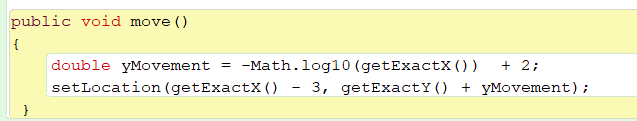 public void move()
{
double yMovement = -Math.log10(getExactX())  + 2;
setLocation(getExactX() - 3, getExactY() + yMovement);
}